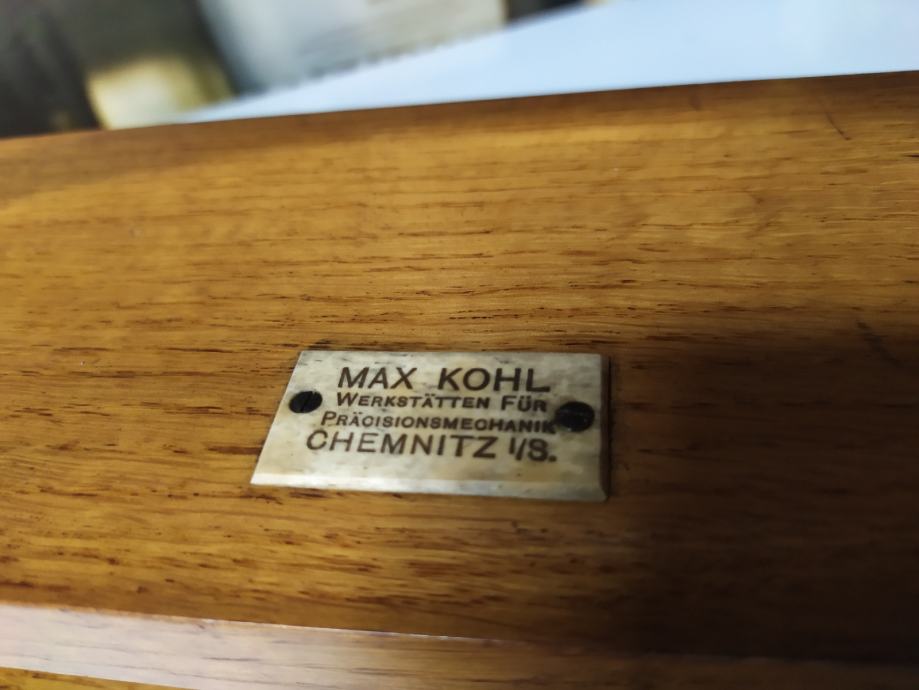 MAX KOHL
WERKSTÄTTEN FÜR
PRÄCISIONSMECHANIK
CHEMNITZ I/S.